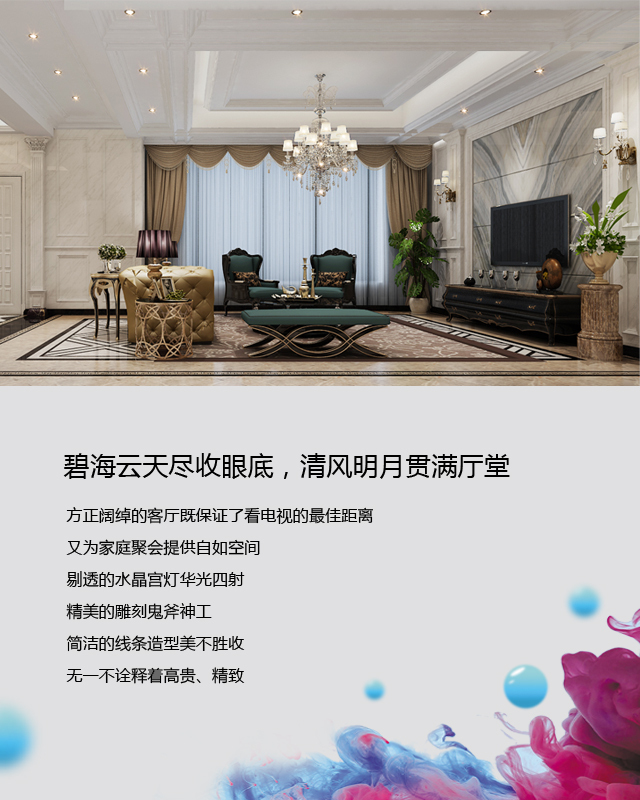 碧海云天尽收眼底，清风明月贯满厅堂
方正阔绰的客厅既保证了看电视的最佳距离
又为家庭聚会提供自如空间
剔透的水晶宫灯华光四射
精美的雕刻鬼斧神工
简洁的线条造型美不胜收
无一不诠释着高贵、精致